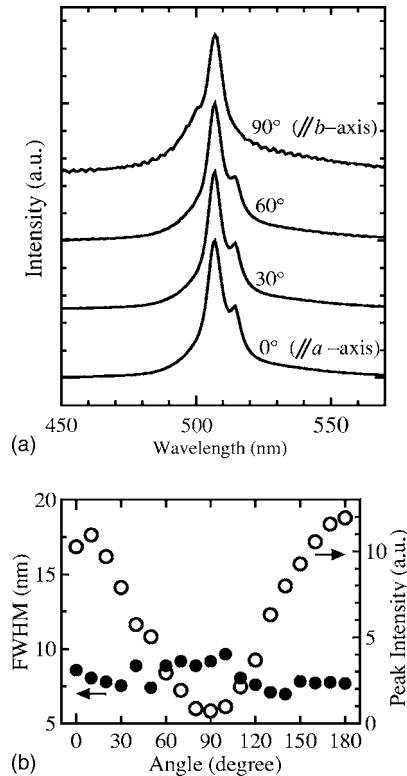 Intensity (a.u.)
90° (//b-axis)
60°
30°
0° (//a-axis)
450 500 550
Wavelength (nm)
(a)
FWHM (nm)
20
15
10
5
Peak Intensity (a.u.)
10
5
0
0 30 60 90 120 150 180
Angle (degree)
(b)